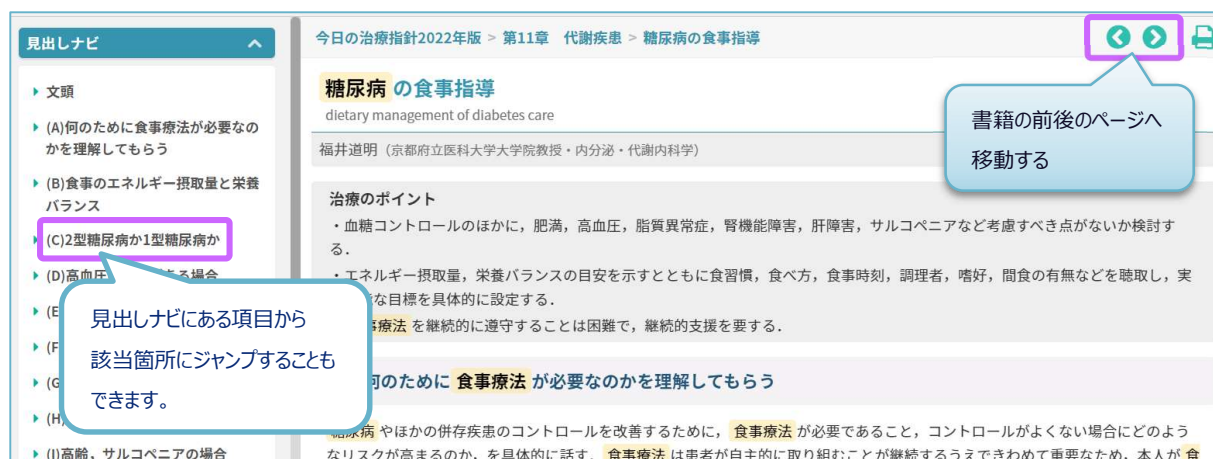 見出しナビ
文頭
(A)何のために食事療法が必要なの
かを理解してもらう
(B)食事のエネルギー摂取量と栄養
バランス
(C)2型糖尿病か1型糖尿病か
(D)高血圧
場合
(E
(F
(G
(H)
(I)高齢，サルコペニアの場合
見出しナビにある項目から
該当箇所にジャンプすることも
できます。
今日の治療指針2022年版 > 第11章 代謝疾患 > 糖尿病の食事指導
糖尿病 の食事指導
dietary management of diabetes care
福井道明（京都府立医科大学大学院教授・内分泌・代謝内科学）
書籍の前後のページへ
移動する
治療のポイント
・血糖コントロールのほかに，肥満，高血圧，脂質異常症，腎機能障害，肝障害，サルコペニアなど考慮すべき点がないか検討す
る．
・エネルギー摂取量，栄養バランスの目安を示すとともに食習慣，食べ方，食事時刻，調理者，嗜好，間食の有無などを聴取し，実
な目標を具体的に設定する．
事療法 を継続的に遵守することは困難で，継続的支援を要する．
何のために 食事療法 が必要なのかを理解してもらう
糖尿病 やほかの併存疾患のコントロールを改善するために， 食事療法 が必要であること，コントロールがよくない場合にどのよう
なリスクが高まるのか，を具体的に話す． 食事療法 は患者が自主的に取り組むことが継続するうえできわめて重要なため，本人が 食